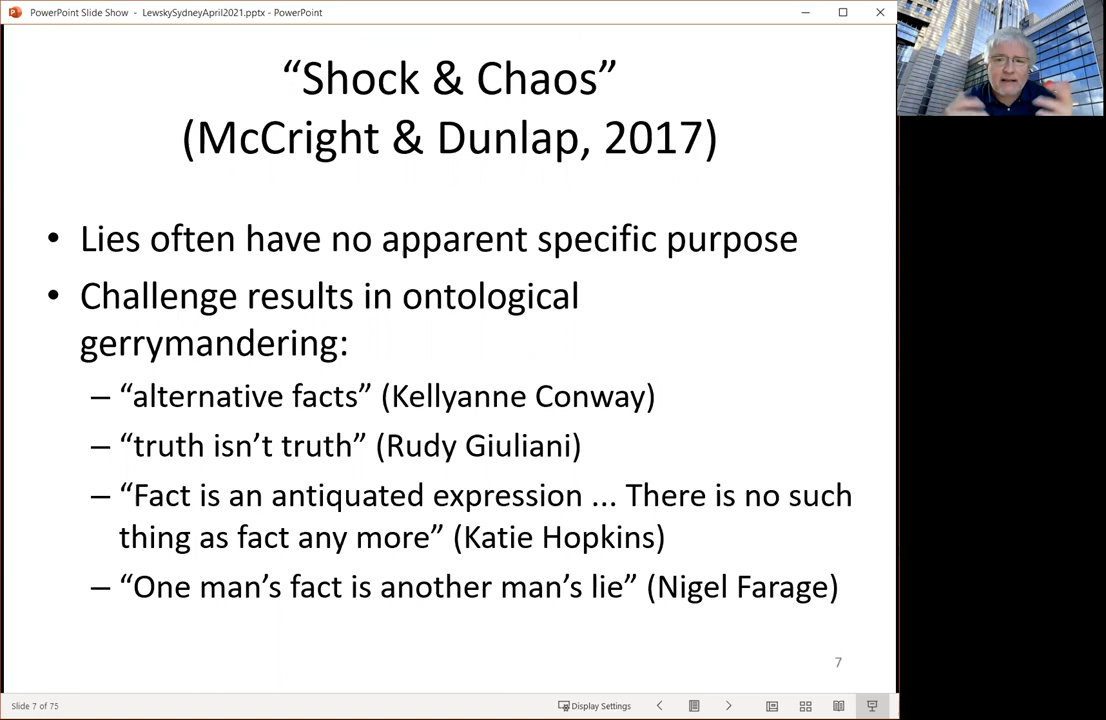 PowerPoint Slide Show - LewskySydneyApril2021.pptx - PowerPoint
“Shock & Chaos”
(McCright & Dunlap, 2017)
• Lies often have no apparent specific purpose
• Challenge results in ontological
gerrymandering:
– “alternative facts” (Kellyanne Conway)
– “truth isn’t truth” (Rudy Giuliani)
– “Fact is an antiquated expression ... There is no such
thing as fact any more” (Katie Hopkins)
– “One man’s fact is another man’s lie” (Nigel Farage)
7
Slide 7 of 75
Display Settings